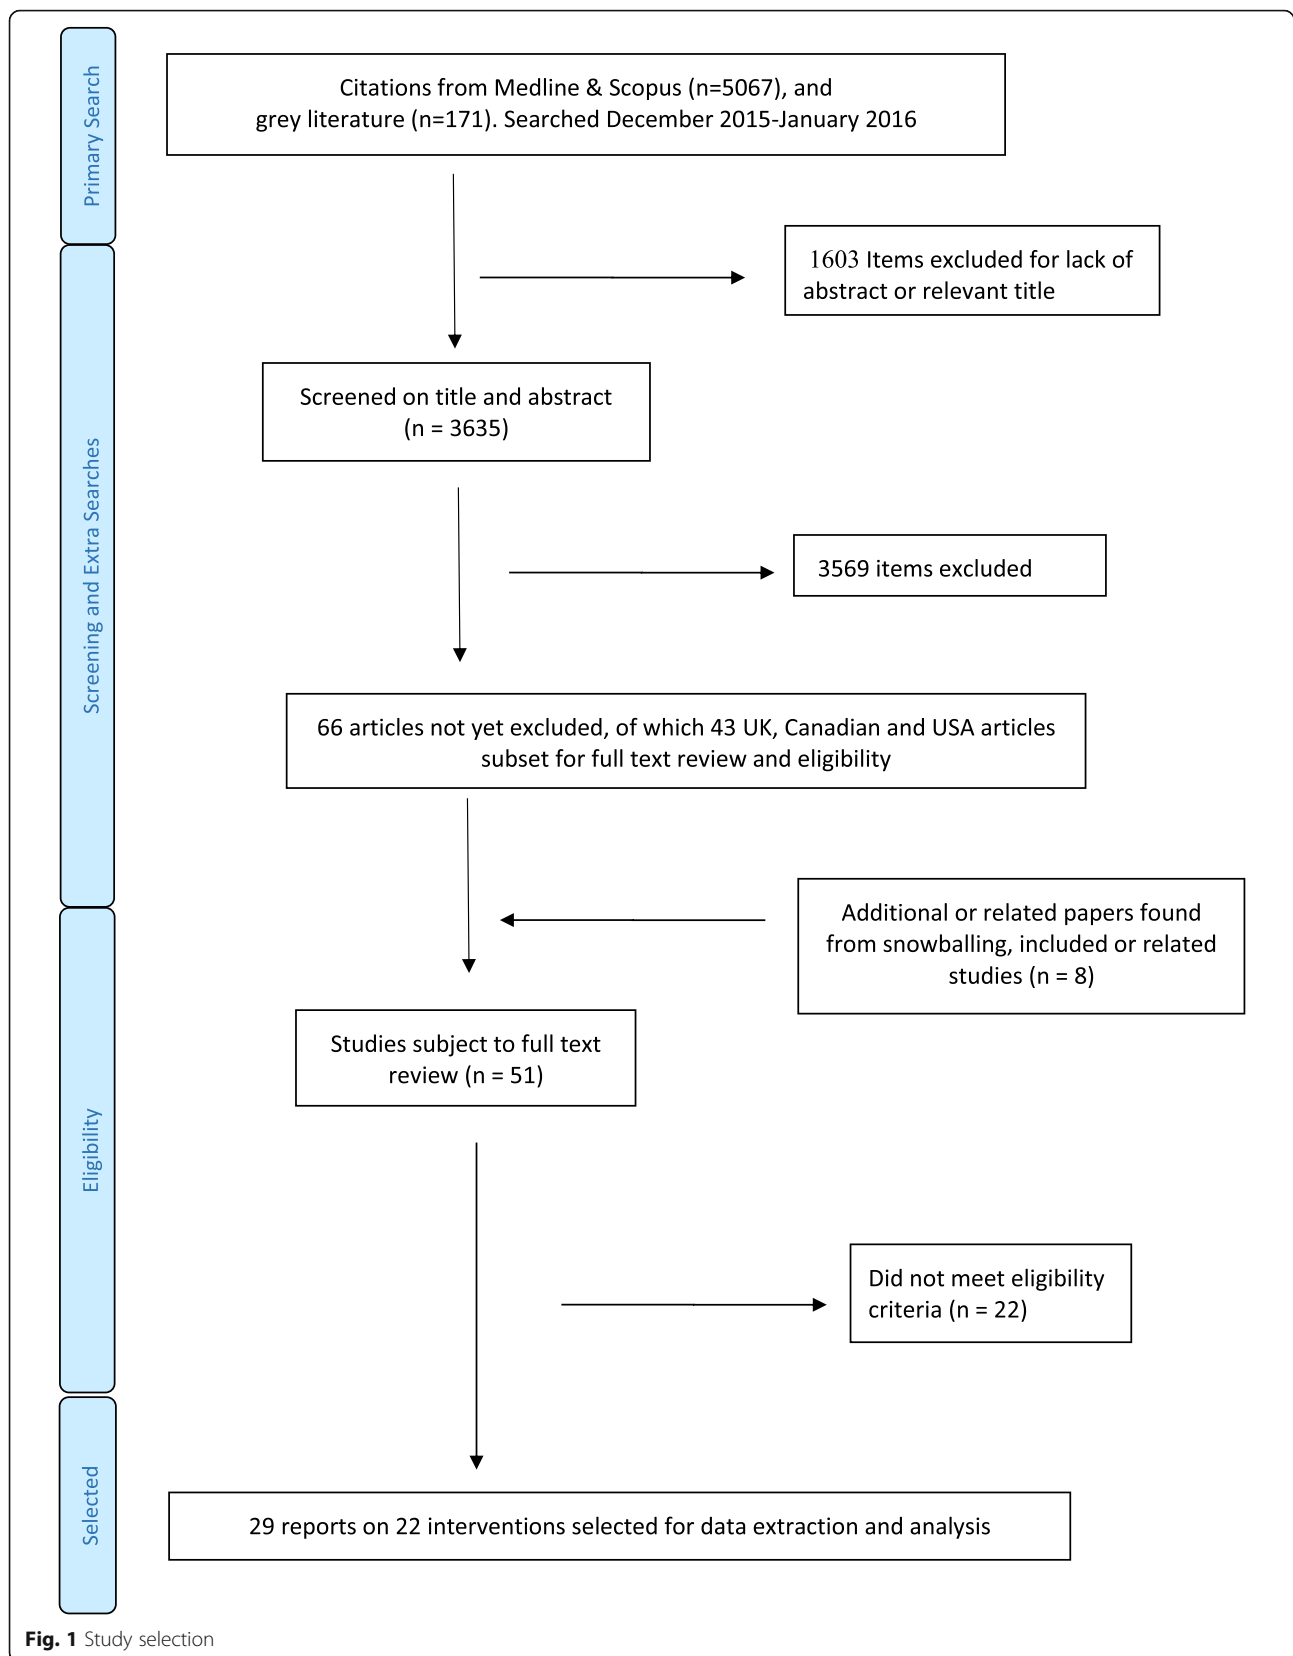 Primary Search
Citations from Medline & Scopus (n=5067), and
grey literature (n=171). Searched December 2015-January 2016
Screening and Extra Searches
1603 Items excluded for lack of
abstract or relevant title
Screened on title and abstract
(n = 3635)
3569 items excluded
66 articles not yet excluded, of which 43 UK, Canadian and USA articles
subset for full text review and eligibility
Eligibility
Additional or related papers found
from snowballing, included or related
studies (n = 8)
Studies subject to full text
review (n = 51)
Did not meet eligibility
criteria (n = 22)
Selected
29 reports on 22 interventions selected for data extraction and analysis
Fig. 1 Study selection